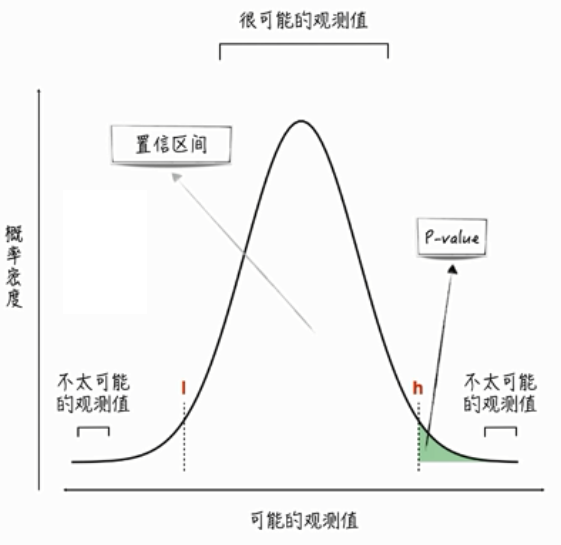 很可能的观测值
置信区间
P-value
概率密度
不太可能
的观测值
l
h
不太可能
的观测值
可能的观测值